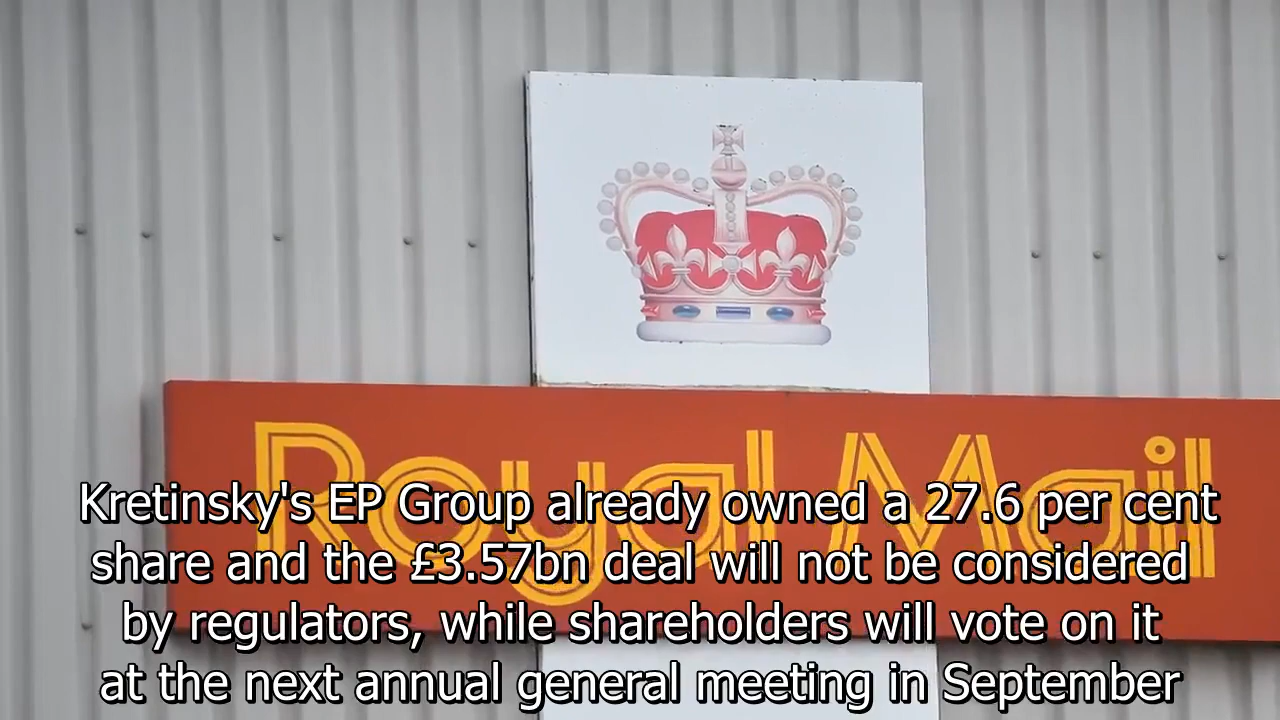 Royal Mail
Kretinsky's EP Group already owned a 27.6 per cent
share and the £3.57bn deal will not be considered
by regulators, while shareholders will vote on it
at the next annual general meeting in September